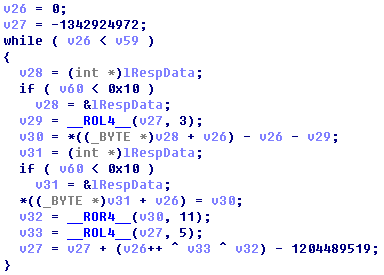 v26 = 0;
v27 = -1342924972;
while ( v26 < v59 )
{
  v28 = (int *)lRespData;
  if ( v60 < 0x10 )
    v28 = &lRespData;
  v29 = __ROL4__(v27, 3);
  v30 = *((_BYTE *)v28 + v26) - v26 - v29;
  v31 = (int *)lRespData;
  if ( v60 < 0x10 )
    v31 = &lRespData;
  *((_BYTE *)v31 + v26) = v30;
  v32 = __ROR4__(v30, 11);
  v33 = __ROL4__(v27, 5);
  v27 = v27 + (v26++ ^ v33 ^ v32) - 1204489519;
}